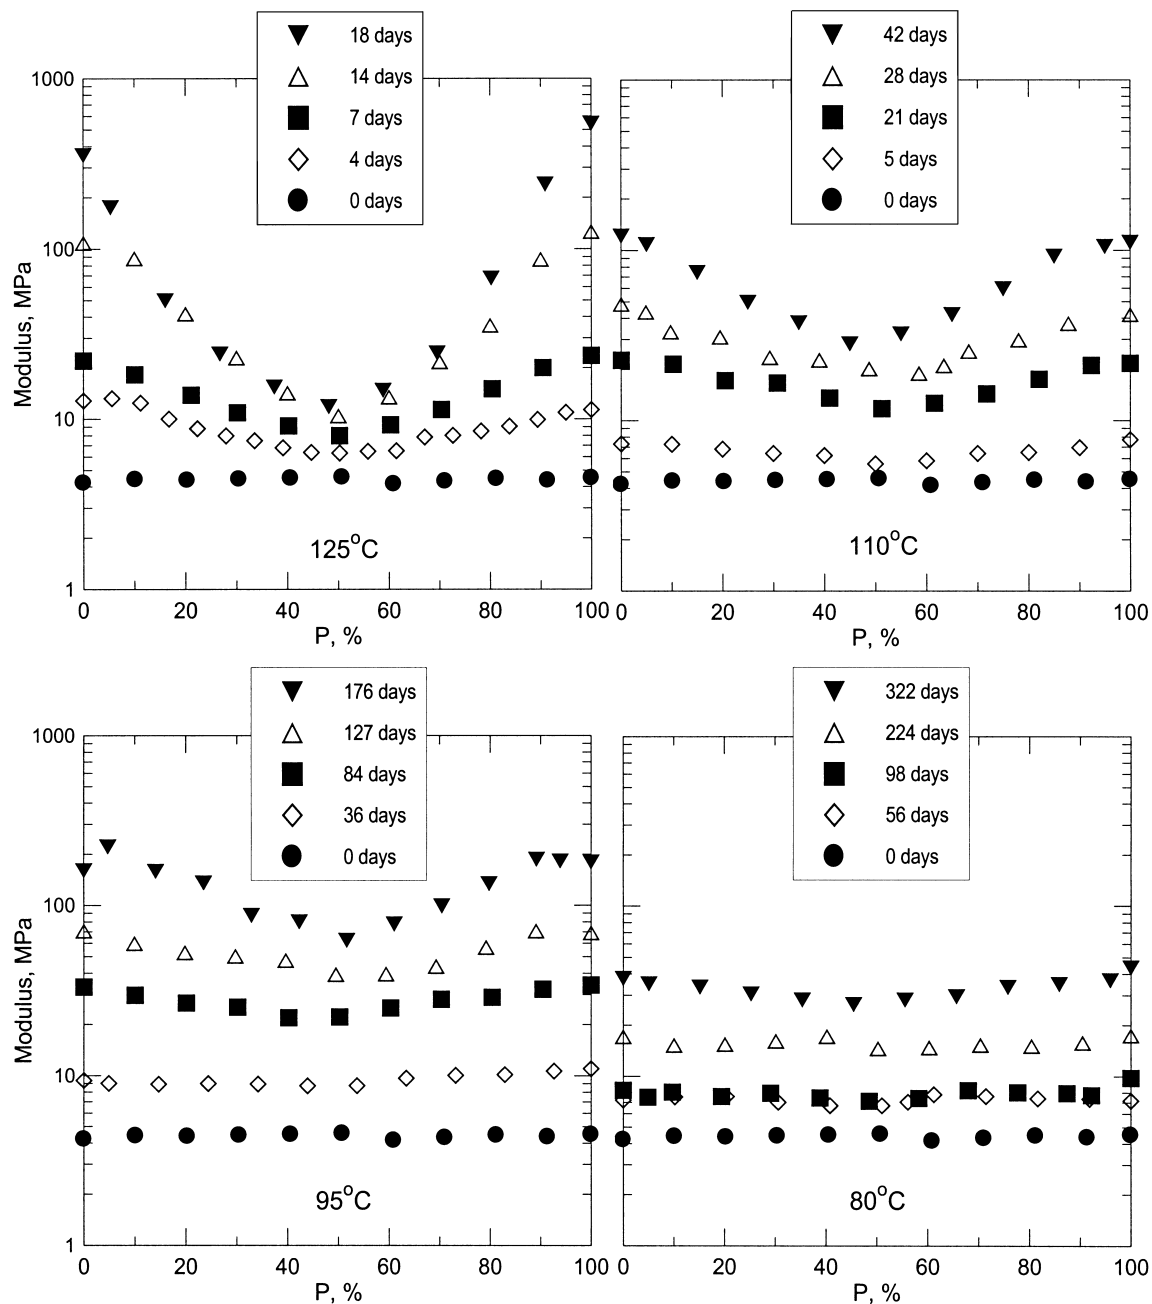 18 days
14 days
7 days
4 days
0 days
42 days
28 days
21 days
5 days
0 days
1000
100
10
1
Modulus, MPa
125°C
110°C
0 20 40 60 80 100
0 20 40 60 80 100
P, %
P, %
176 days
127 days
84 days
36 days
0 days
322 days
224 days
98 days
56 days
0 days
1000
100
10
1
Modulus, MPa
95°C
80°C
0 20 40 60 80 100
0 20 40 60 80 100
P, %
P, %